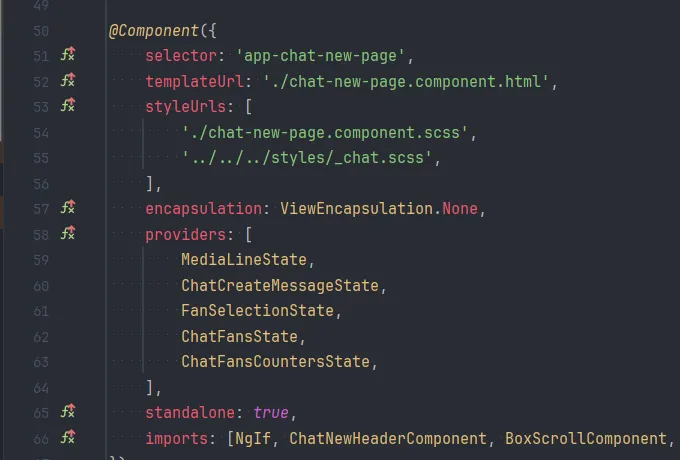 49
50 @Component({
51 selector: 'app-chat-new-page',
52 templateUrl: './chat-new-page.component.html',
53 styleUrls: [
54 './chat-new-page.component.scss',
55 '../../../styles/_chat.scss',
56 ],
57 encapsulation: ViewEncapsulation.None,
58 providers: [
59 MediaLineState,
60 ChatCreateMessageState,
61 FanSelectionState,
62 ChatFansState,
63 ChatFansCountersState,
64 ],
65 standalone: true,
66 imports: [NgIf, ChatNewHeaderComponent, BoxScrollComponent,
})